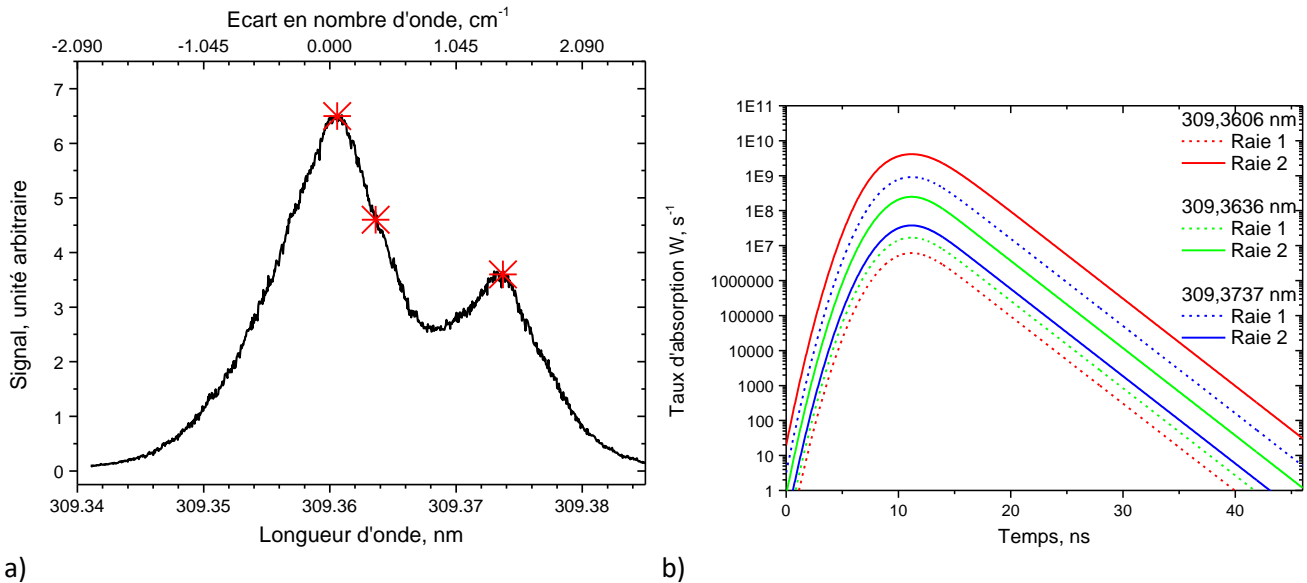 Ecart en nombre d'onde, cm-1
-2.090 -1.045 0.000 1.045 2.090
7
6
5
4
3
2
1
0
Signal, unité arbitraire
309.34 309.35 309.36 309.37 309.38
Longueur d'onde, nm
a)
1E11
1E10
1E9
1E8
1E7
1000000
100000
10000
1000
100
10
1
Taux d'absorption W, s-1
309,3606 nm
Raie 1
Raie 2
309,3636 nm
Raie 1
Raie 2
309,3737 nm
Raie 1
Raie 2
0 10 20 30 40
Temps, ns
b)